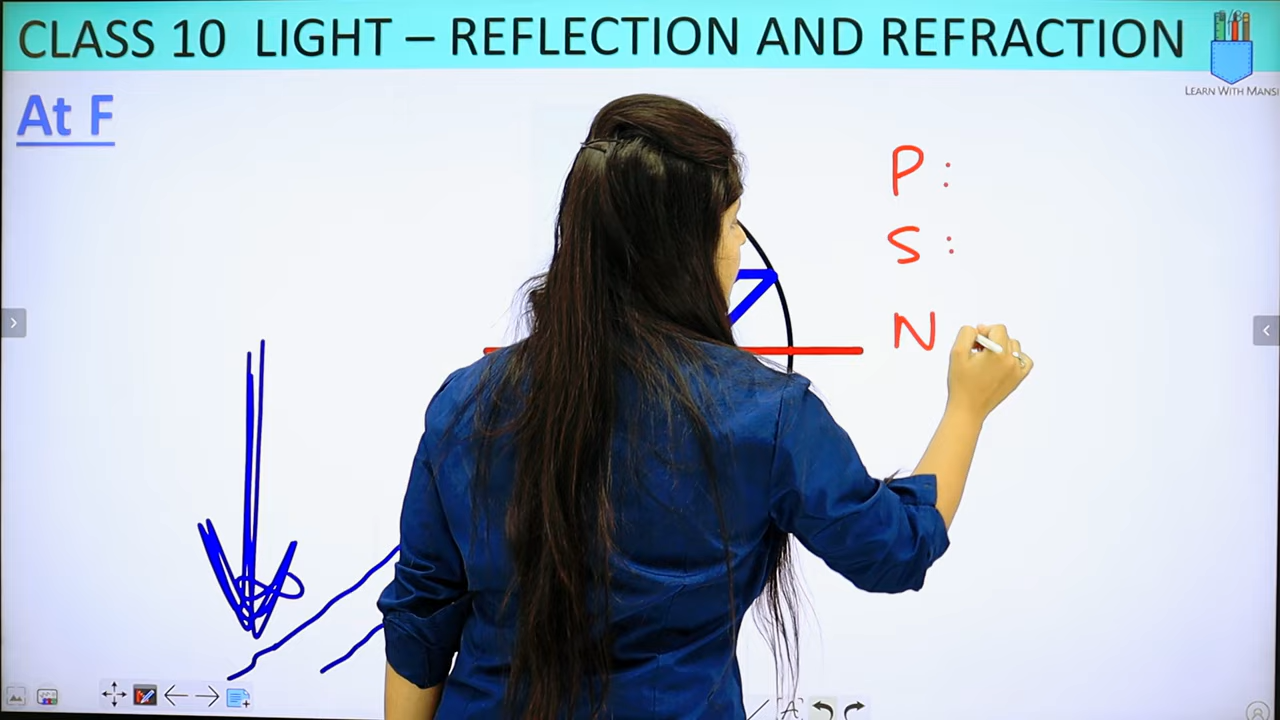 CLASS 10 LIGHT – REFLECTION AND REFRACTION
LEARN WITH MANSI
At F
P :
S :
N